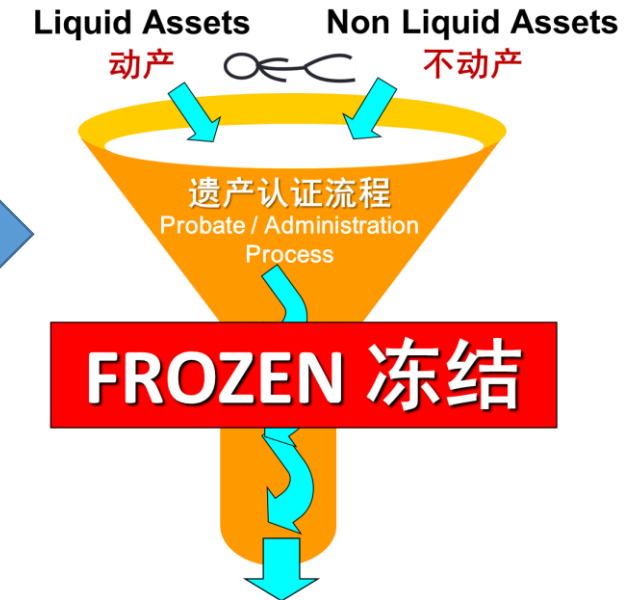 Liquid Assets
Non Liquid Assets
动产
不动产
遗产认证流程
Probate / Administration
Process
FROZEN 冻结